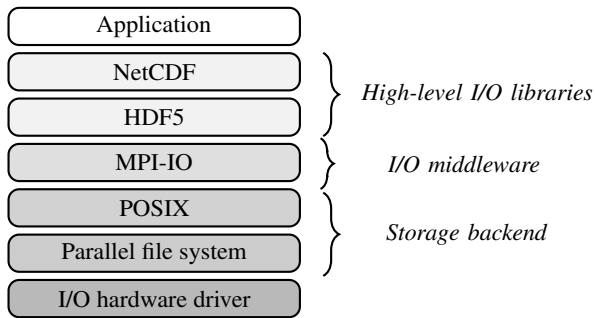 Application
NetCDF
HDF5
High-level I/O libraries
MPI-IO
I/O middleware
POSIX
Parallel file system
Storage backend
I/O hardware driver